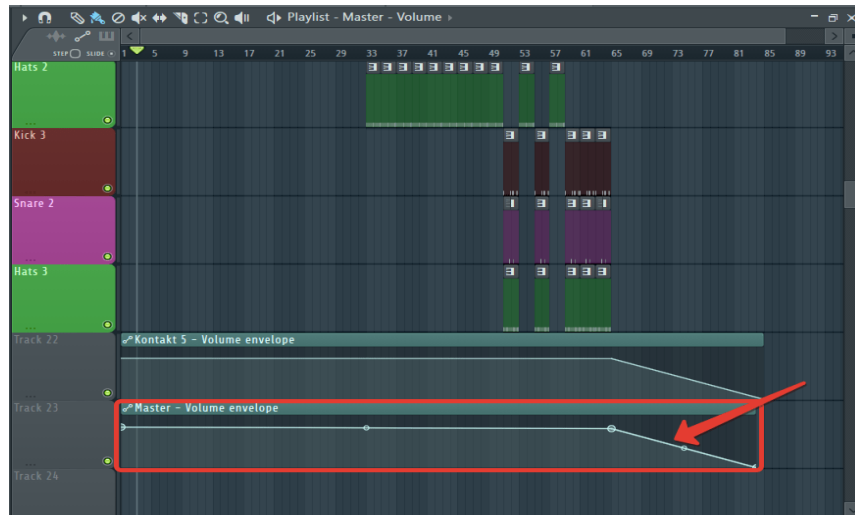 Playlist - Master - Volume
STEP SLIDE 1 5 9 13 17 21 25 29 33 37 41 45 49 53 57 61 65 69 73 77 81 85 89 93
Hats 2
Kick 3
Snare 2
Hats 3
Track 22
Kontakt 5 - Volume envelope
Track 23
Master - Volume envelope
Track 24